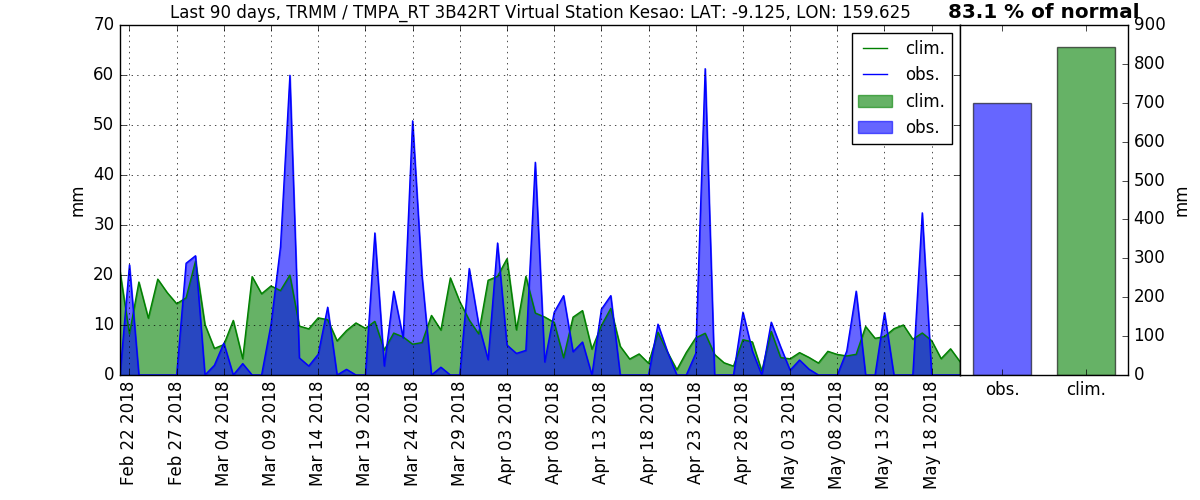 Last 90 days, TRMM / TMPA_RT 3B42RT Virtual Station Kesao: LAT: -9.125, LON: 159.625
83.1 % of normal
70
60
50
40
30
20
10
0
mm
clim.
obs.
clim.
obs.
900
800
700
600
500
400
300
200
100
0
mm
Feb 22 2018
Feb 27 2018
Mar 04 2018
Mar 09 2018
Mar 14 2018
Mar 19 2018
Mar 24 2018
Mar 29 2018
Apr 03 2018
Apr 08 2018
Apr 13 2018
Apr 18 2018
Apr 23 2018
Apr 28 2018
May 03 2018
May 08 2018
May 13 2018
May 18 2018
obs.
clim.